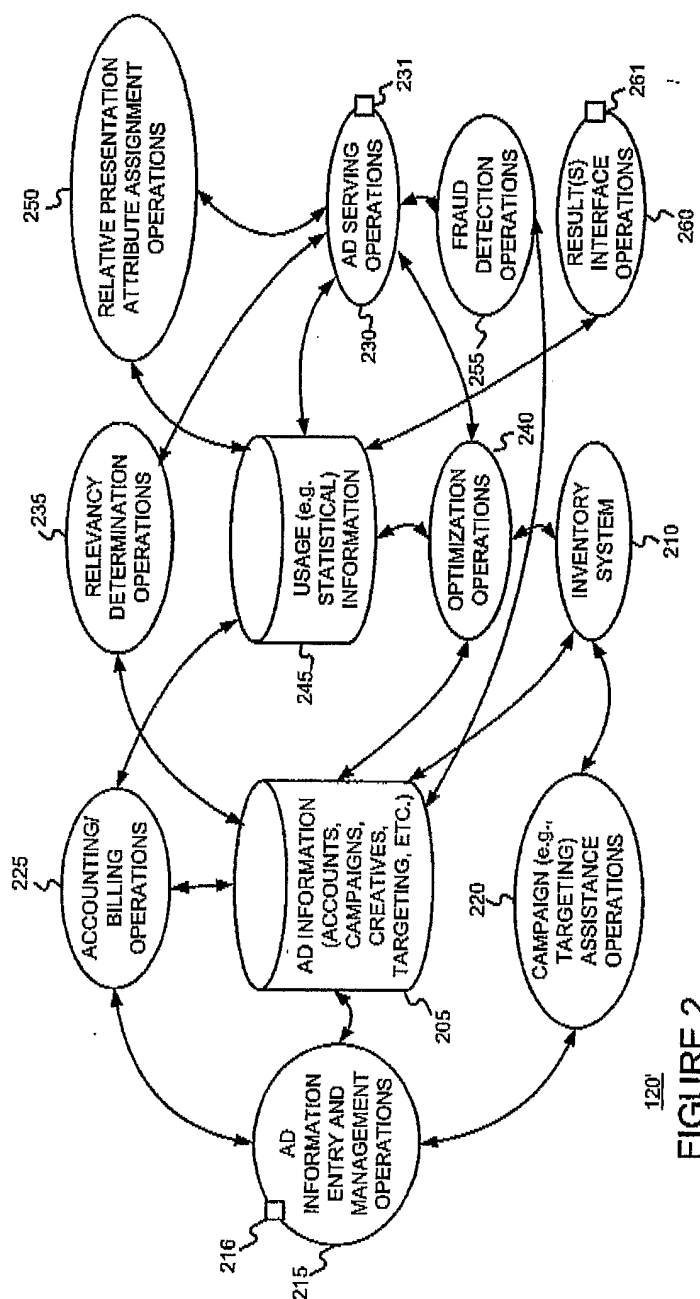 250
RELATIVE PRESENTATION
ATTRIBUTE ASSIGNMENT
OPERATIONS
235
RELEVANCY
DETERMINATION
OPERATIONS
225
ACCOUNTING/
BILLING
OPERATIONS
231
AD SERVING
OPERATIONS
230
FRAUD
DETECTION
OPERATIONS
255
261
RESULT(S)
INTERFACE
OPERATIONS
260
USAGE (e.g.
STATISTICAL)
INFORMATION
245
240
OPTIMIZATION
OPERATIONS
INVENTORY
SYSTEM
210
AD INFORMATION
(ACCOUNTS,
CAMPAIGNS,
CREATIVES,
TARGETING, ETC.)
205
220
CAMPAIGN (e.g.,
TARGETING)
ASSISTANCE
OPERATIONS
216
AD
INFORMATION
ENTRY AND
MANAGEMENT
OPERATIONS
215
120'
FIGURE 2